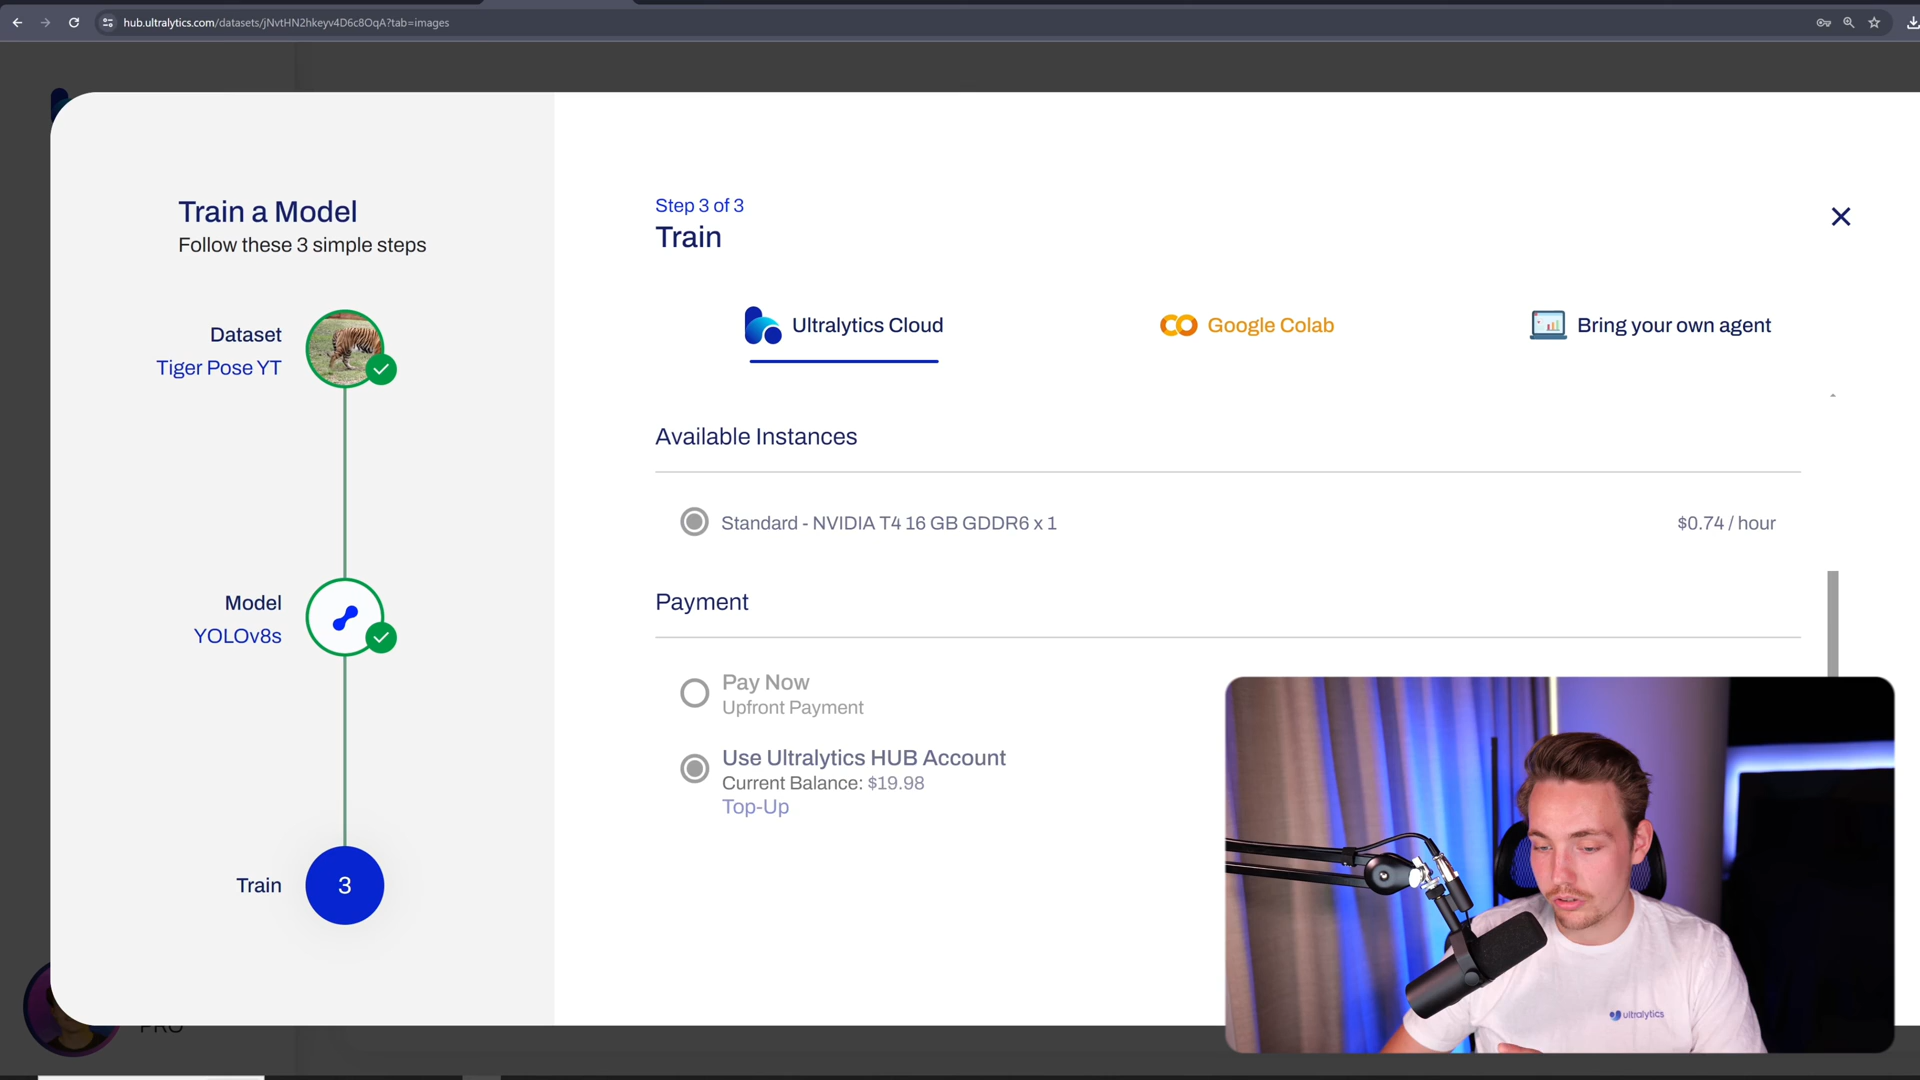 hub.ultralytics.com/datasets/jNvtHN2hkeyv4D6c8OqA?tab=images
Train a Model
Follow these 3 simple steps
Dataset
Tiger Pose YT
Model
YOLOv8s
Train
3
Step 3 of 3
Train
Ultralytics Cloud
Google Colab
Bring your own agent
Available Instances
Standard - NVIDIA T4 16 GB GDDR6 x 1
$0.74 / hour
Payment
Pay Now
Upfront Payment
Use Ultralytics HUB Account
Current Balance: $19.98
Top-Up
PRO
ultralytics